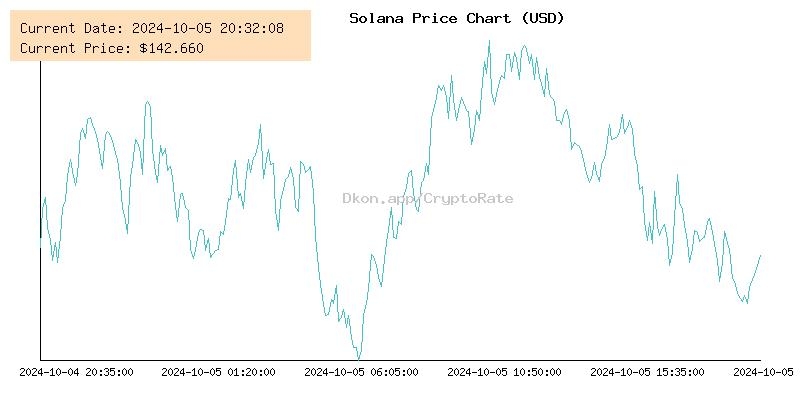 Solana Price Chart (USD)
Current Date: 2024-10-05 20:32:08
Current Price: $142.660
Dkon.app/CryptoRate
2024-10-04 20:35:00 2024-10-05 01:20:00 2024-10-05 06:05:00 2024-10-05 10:50:00 2024-10-05 15:35:00 2024-10-05